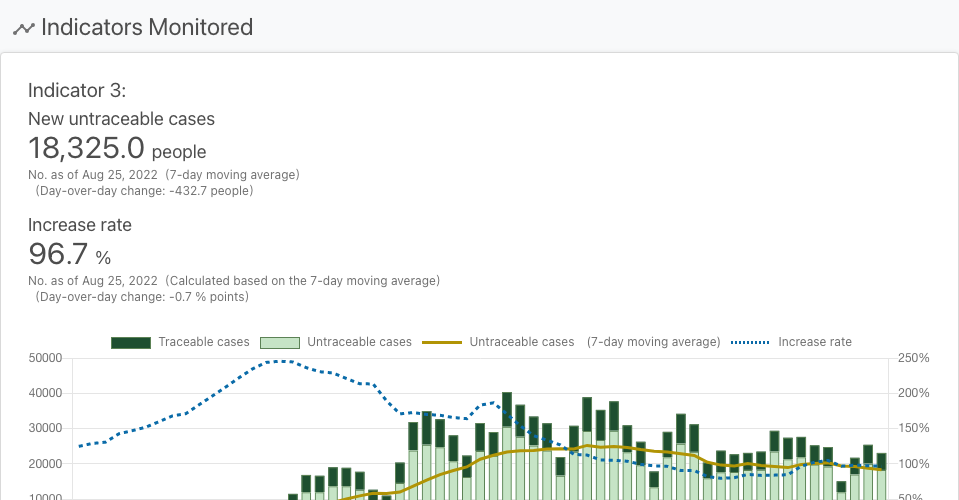 Indicators Monitored
Indicator 3:
New untraceable cases
18,325.0 people
No. as of Aug 25, 2022 (7-day moving average)
(Day-over-day change: -432.7 people)
Increase rate
96.7 %
No. as of Aug 25, 2022 (Calculated based on the 7-day moving average)
(Day-over-day change: -0.7 % points)
Traceable cases Untraceable cases Untraceable cases (7-day moving average) Increase rate
50000 250%
40000 200%
30000 150%
20000 100%
10000 50%